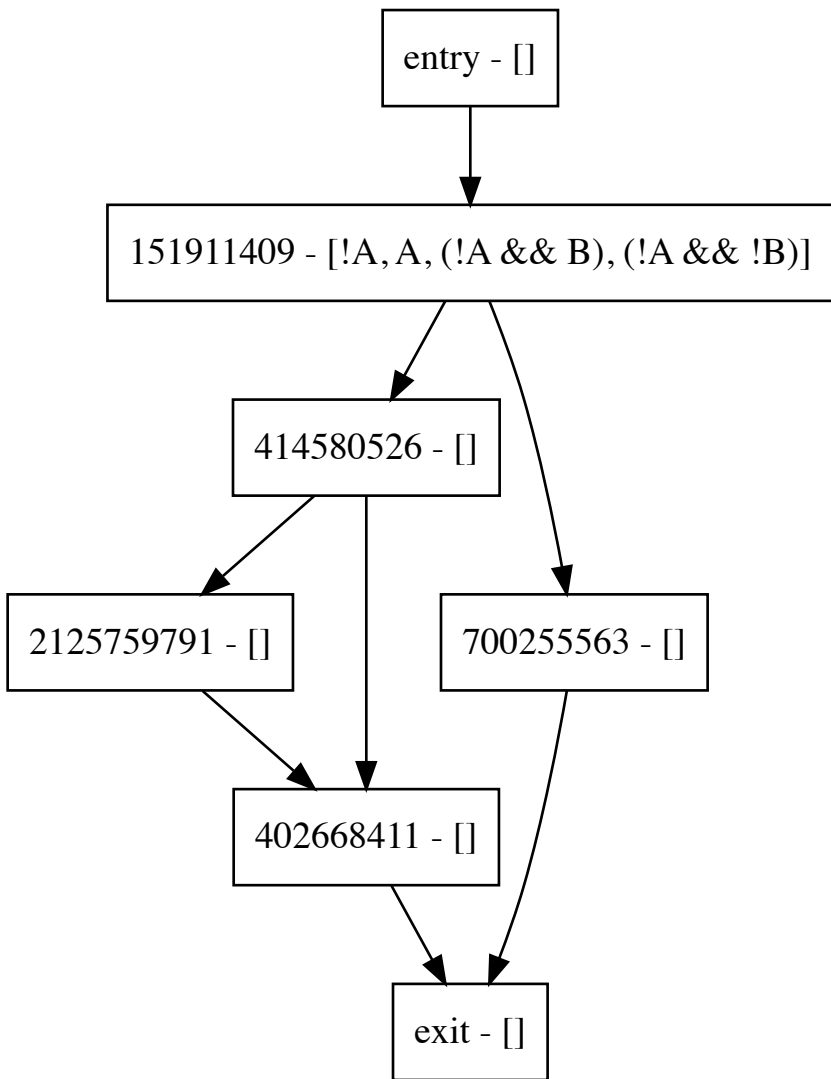 entry - []
151911409 - [!A, A, (!A && B), (!A && !B)]
414580526 - []
2125759791 - []
700255563 - []
402668411 - []
exit - []